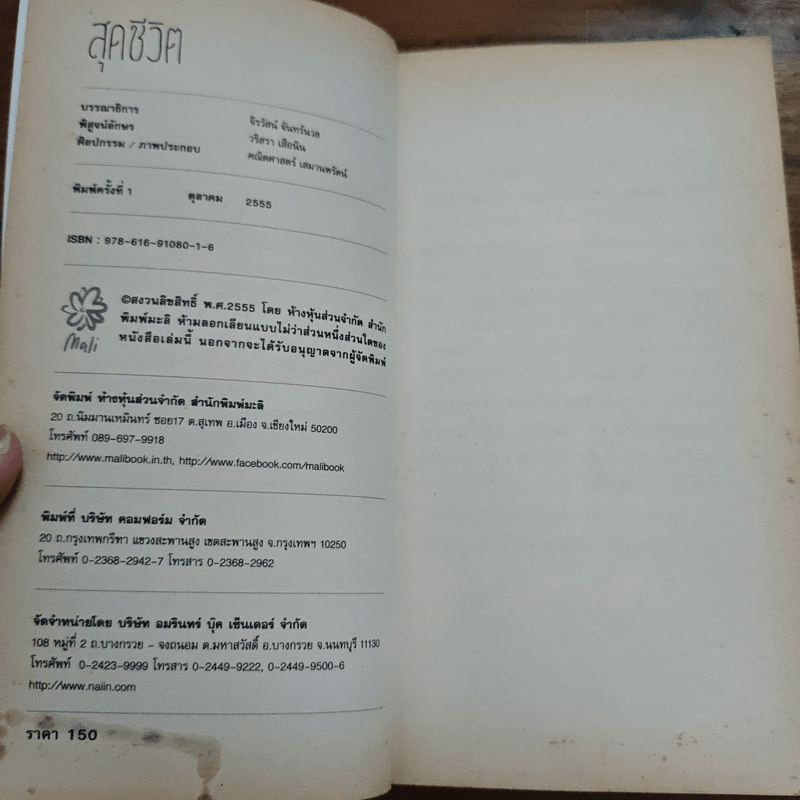 สุดชีวิต
บรรณาธิการ จิรวัสน์ จันทร์นวล
พิสูจน์อักษร วริสรา เสือนิน
ศิลปกรรม / ภาพประกอบ คณิตศาสตร์ เสมานพรัตน์
พิมพ์ครั้งที่ 1 ตุลาคม 2555
ISBN : 978-616-91080-1-6
©สงวนลิขสิทธิ์ พ.ศ.2555 โดย ห้างหุ้นส่วนจำกัด สำนัก
พิมพ์มะลิ ห้ามลอกเลียนแบบไม่ว่าส่วนหนึ่งส่วนใดของ
หนังสือเล่มนี้ นอกจากจะได้รับอนุญาตจากผู้จัดพิมพ์
Mali
จัดพิมพ์ ห้างหุ้นส่วนจำกัด สำนักพิมพ์มะลิ
20 ถ.นิมมานเหมินทร์ ซอย17 ต.สุเทพ อ.เมือง จ.เชียงใหม่ 50200
โทรศัพท์ 089-697-9918
http://www.malibook.in.th, http://www.facebook.com/malibook
พิมพ์ที่ บริษัท คอมฟอร์ม จำกัด
20 ถ.กรุงเทพกรีฑา แขวงสะพานสูง เขตสะพานสูง จ.กรุงเทพฯ 10250
โทรศัพท์ 0-2368-2942-7 โทรสาร 0-2368-2962
จัดจำหน่ายโดย บริษัท อมรินทร์ บุ๊ค เซ็นเตอร์ จำกัด
108 หมู่ที่ 2 ถ.บางกรวย - จงถนอม ต.มหาสวัสดิ์ อ.บางกรวย จ.นนทบุรี 11130
โทรศัพท์ 0-2423-9999 โทรสาร 0-2449-9222, 0-2449-9500-6
http://www.naiin.com
ราคา 150